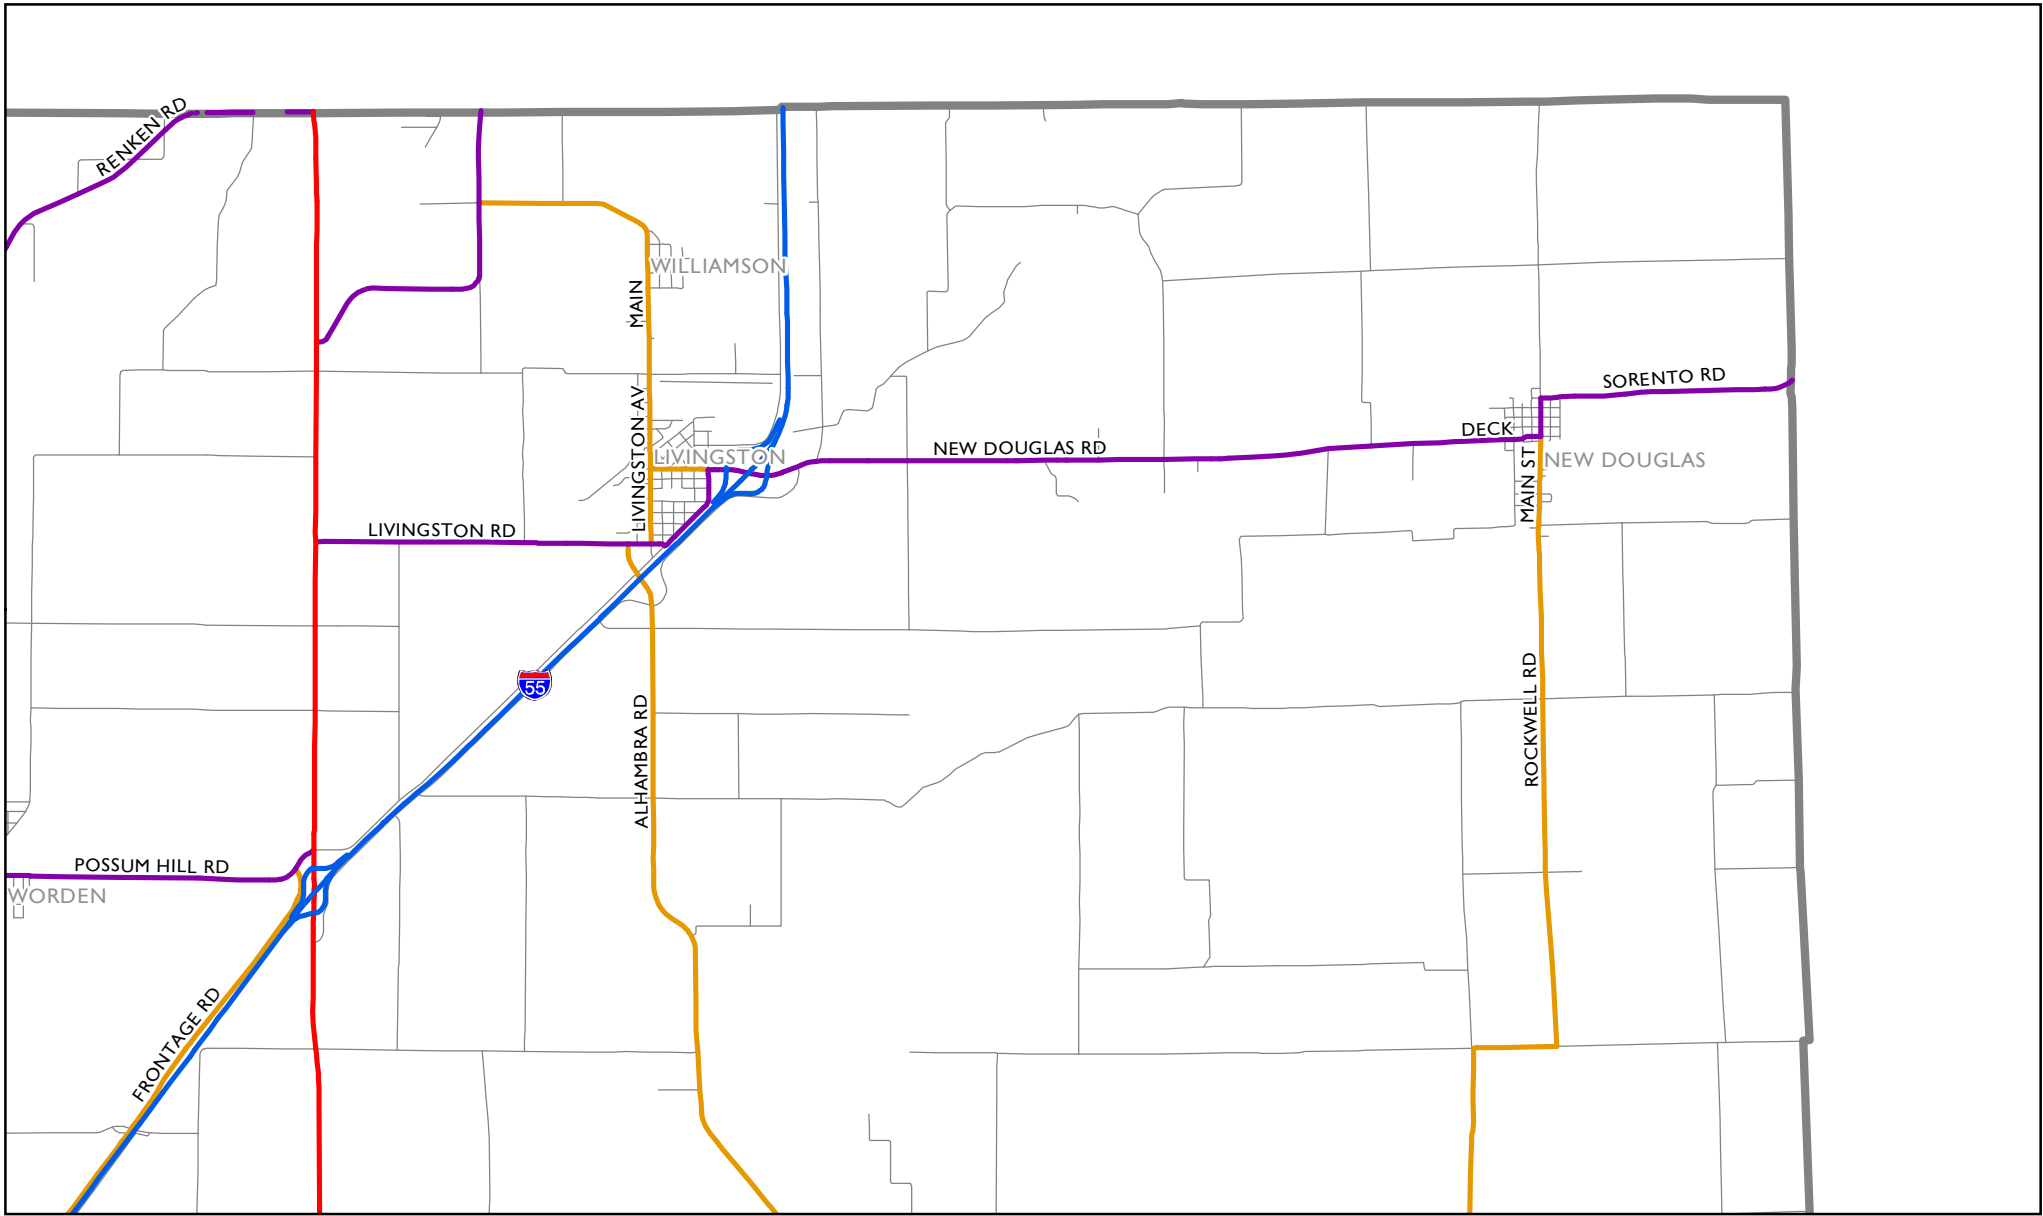 RENKEN RD
WILLIAMSON
MAIN
SORENTO RD
LIVINGSTON AV
DECK
NEW DOUGLAS RD
LIVINGSTON
NEW DOUGLAS
MAIN ST
LIVINGSTON RD
55
ROCKWELL RD
ALHAMBRA RD
POSSUM HILL RD
WORDEN
FRONTAGE RD